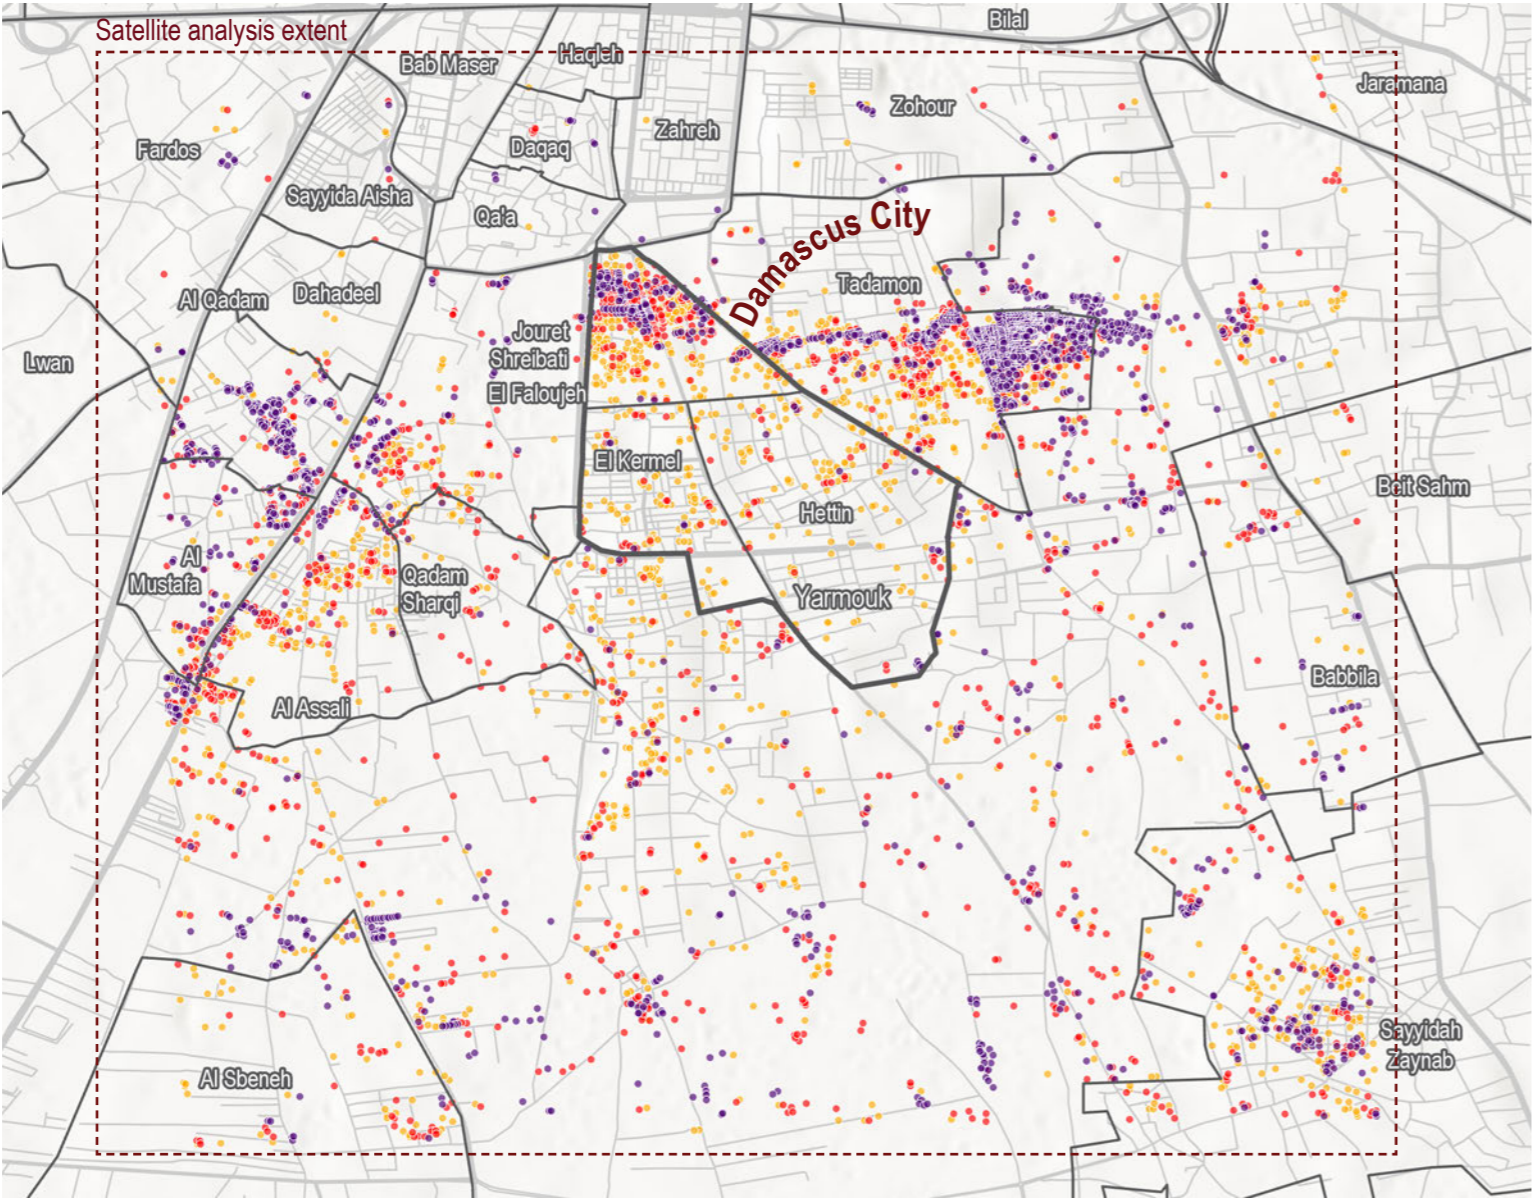 Satellite analysis extent
Bilal
Bab Maser
Haqleh
Jaramana
Zohour
Zahreh
Fardos
Daqaq
Sayyida Aisha
Qa'a
Damascus City
Tadamon
Al Qadam
Dahadeel
Jouret
Shreibati
El Faloujeh
Lwan
El Kermel
Hettin
Beit Sahm
Al
Mustafa
Qadam
Sharqi
Yarmouk
Babbila
Al Assali
Sayyidah
Zaynab
Al Sbeneh